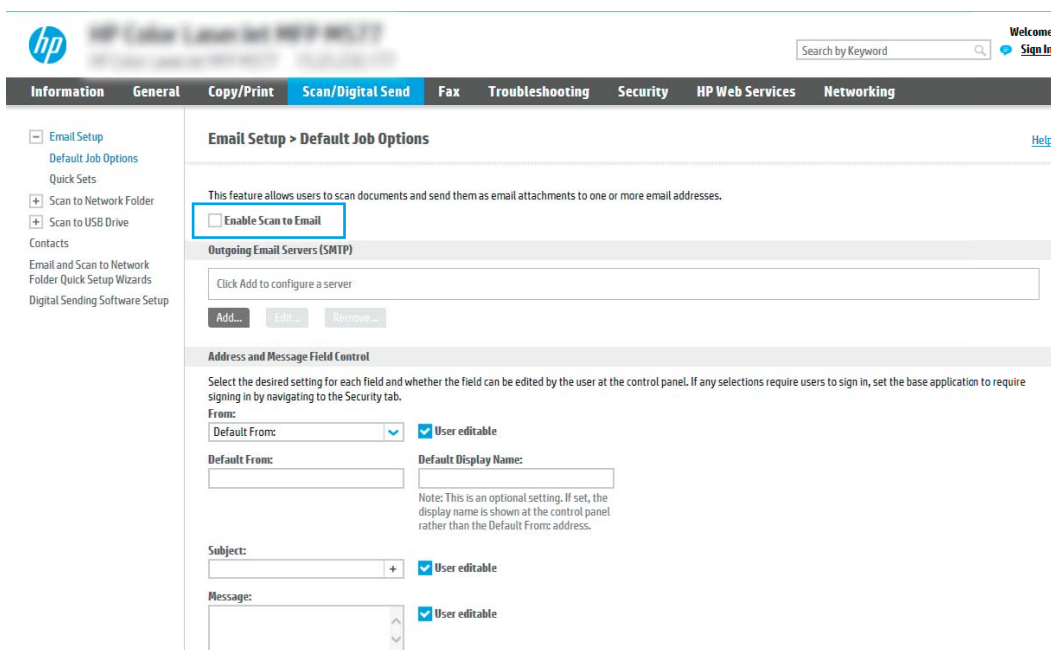 hp
HP Color LaserJet MFP M577
Welcome
Search by Keyword
Sign In
Information General Copy/Print Scan/Digital Send Fax Troubleshooting Security HP Web Services Networking
Email Setup
Default Job Options
Quick Sets
Scan to Network Folder
Scan to USB Drive
Contacts
Email and Scan to Network
Folder Quick Setup Wizards
Digital Sending Software Setup
Email Setup > Default Job Options
Help
This feature allows users to scan documents and send them as email attachments to one or more email addresses.
Enable Scan to Email
Outgoing Email Servers (SMTP)
Click Add to configure a server
Add... Edit... Remove...
Address and Message Field Control
Select the desired setting for each field and whether the field can be edited by the user at the control panel. If any selections require users to sign in, set the base application to require
signing in by navigating to the Security tab.
From:
Default From: User editable
Default From: Default Display Name:
Note: This is an optional setting. If set, the
display name is shown at the control panel
rather than the Default From: address.
Subject:
+ User editable
Message:
User editable